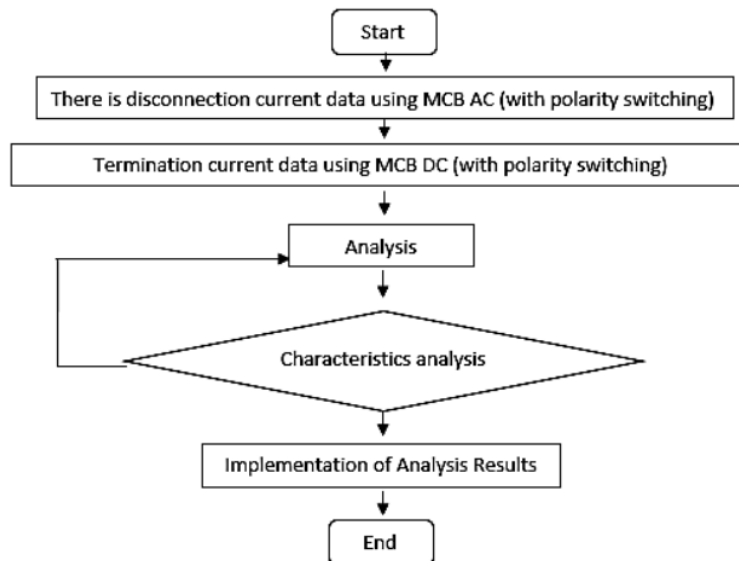 Start
There is disconnection current data using MCB AC (with polarity switching)
Termination current data using MCB DC (with polarity switching)
Analysis
Characteristics analysis
Implementation of Analysis Results
End